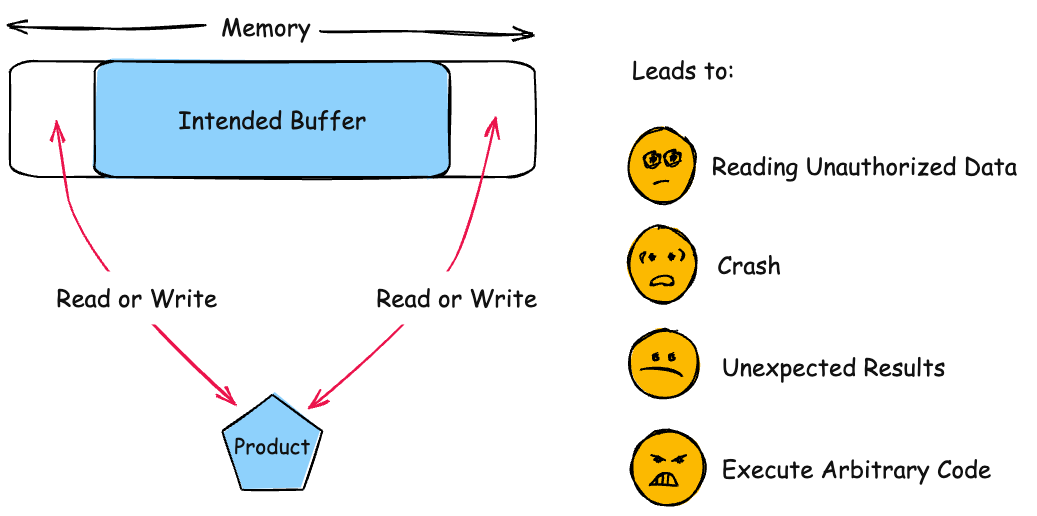 Memory
Intended Buffer
Read or Write
Read or Write
Product
Leads to:
Reading Unauthorized Data
Crash
Unexpected Results
Execute Arbitrary Code